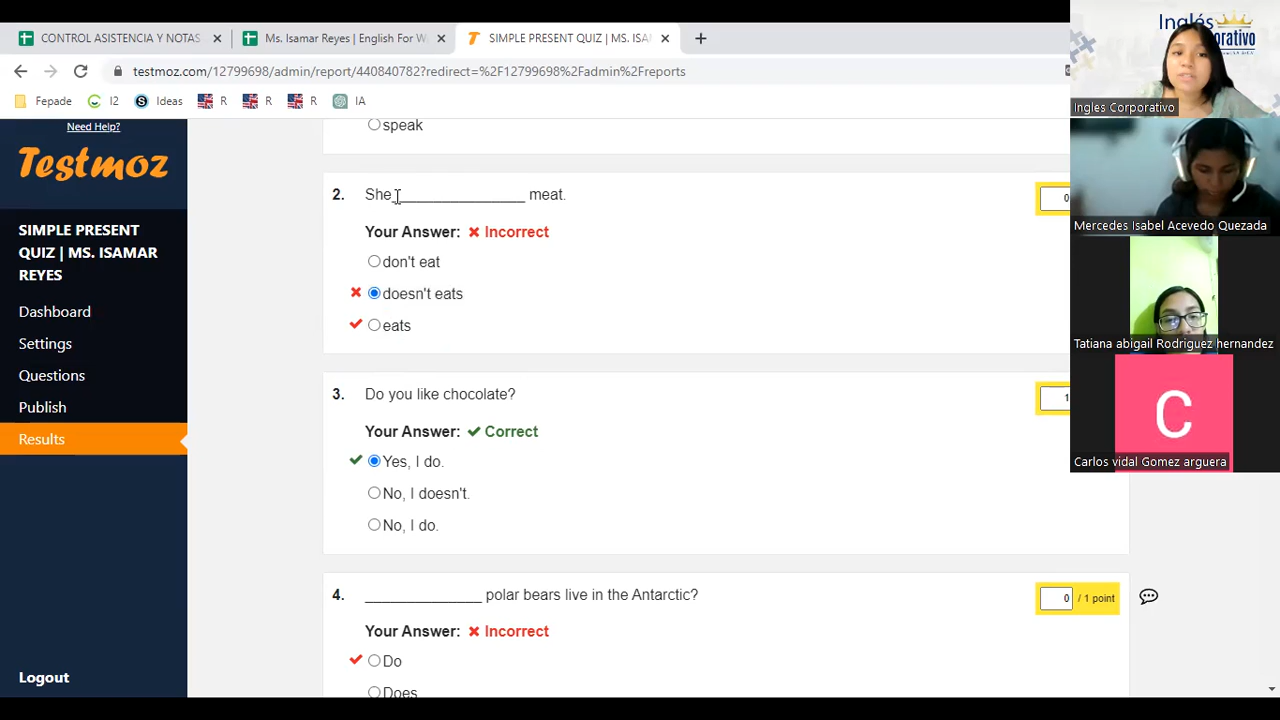 CONTROL ASISTENCIA Y NOTAS
Ms. Isamar Reyes | English For W
SIMPLE PRESENT QUIZ | MS. ISA
testmoz.com/12799698/admin/report/440840782?redirect=%2F12799698%2Fadmin%2Freports
Fepade
I2
Ideas
R
R
R
IA
Need Help?
Testmoz
SIMPLE PRESENT
QUIZ | MS. ISAMAR
REYES
Dashboard
Settings
Questions
Publish
Results
Logout
speak
2. She ________________ meat.
0
Your Answer: ✖ Incorrect
don't eat
doesn't eats
eats
3. Do you like chocolate?
1
Your Answer: ✔ Correct
Yes, I do.
No, I doesn't.
No, I do.
4. ______________ polar bears live in the Antarctic?
0 / 1 point
Your Answer: ✖ Incorrect
Do
Does
Inglés
Ingles Corporativo
Mercedes Isabel Acevedo Quezada
Tatiana abigail Rodriguez hernandez
C
Carlos vidal Gomez arguera